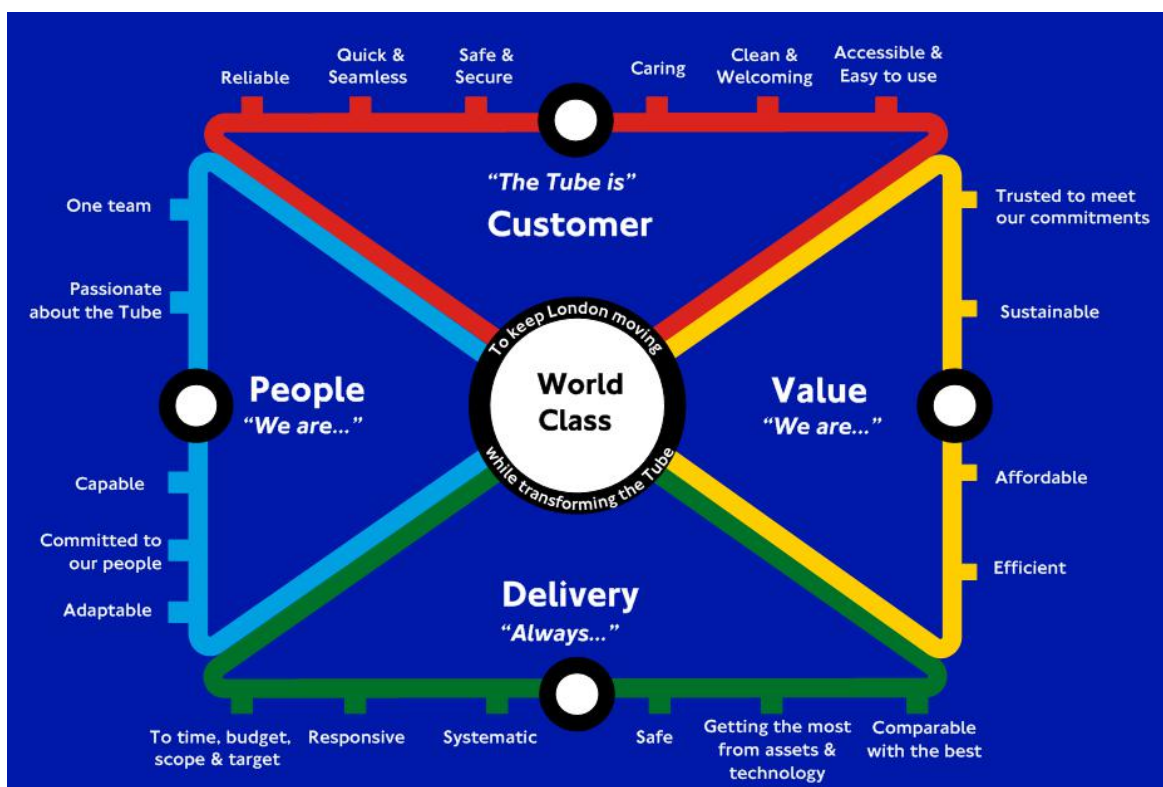 Reliable
Quick &
Seamless
Safe &
Secure
Caring
Clean &
Welcoming
Accessible &
Easy to use
“The Tube is”
Customer
One team
Passionate
about the Tube
People
“We are...”
Capable
Committed to
our people
Adaptable
To keep London moving
World
Class
while transforming the Tube
Value
“We are...”
Trusted to meet
our commitments
Sustainable
Affordable
Efficient
Delivery
“Always...”
To time, budget,
scope & target
Responsive
Systematic
Safe
Getting the most
from assets &
technology
Comparable
with the best